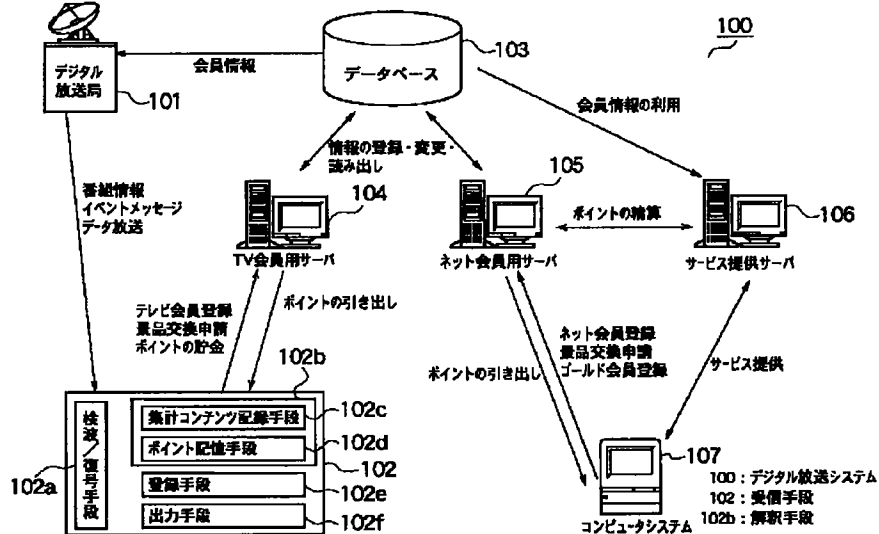 100
デジタル
放送局
101
会員情報
データベース
103
会員情報の利用
情報の登録・変更・
読み出し
番組情報
イベントメッセージ
データ放送
104
TV会員用サーバ
105
ネット会員用サーバ
ポイントの精算
106
サービス提供サーバ
テレビ会員登録
景品交換申請
ポイントの貯金
ポイントの引き出し
ポイントの引き出し
ネット会員登録
景品交換申請
ゴールド会員登録
サービス提供
102b
検波/復号手段
102a
集計コンテンツ記録手段
102c
ポイント記憶手段
102d
102
登録手段
102e
出力手段
102f
107
コンピュータシステム
100：デジタル放送システム
102：受信手段
102b：解釈手段